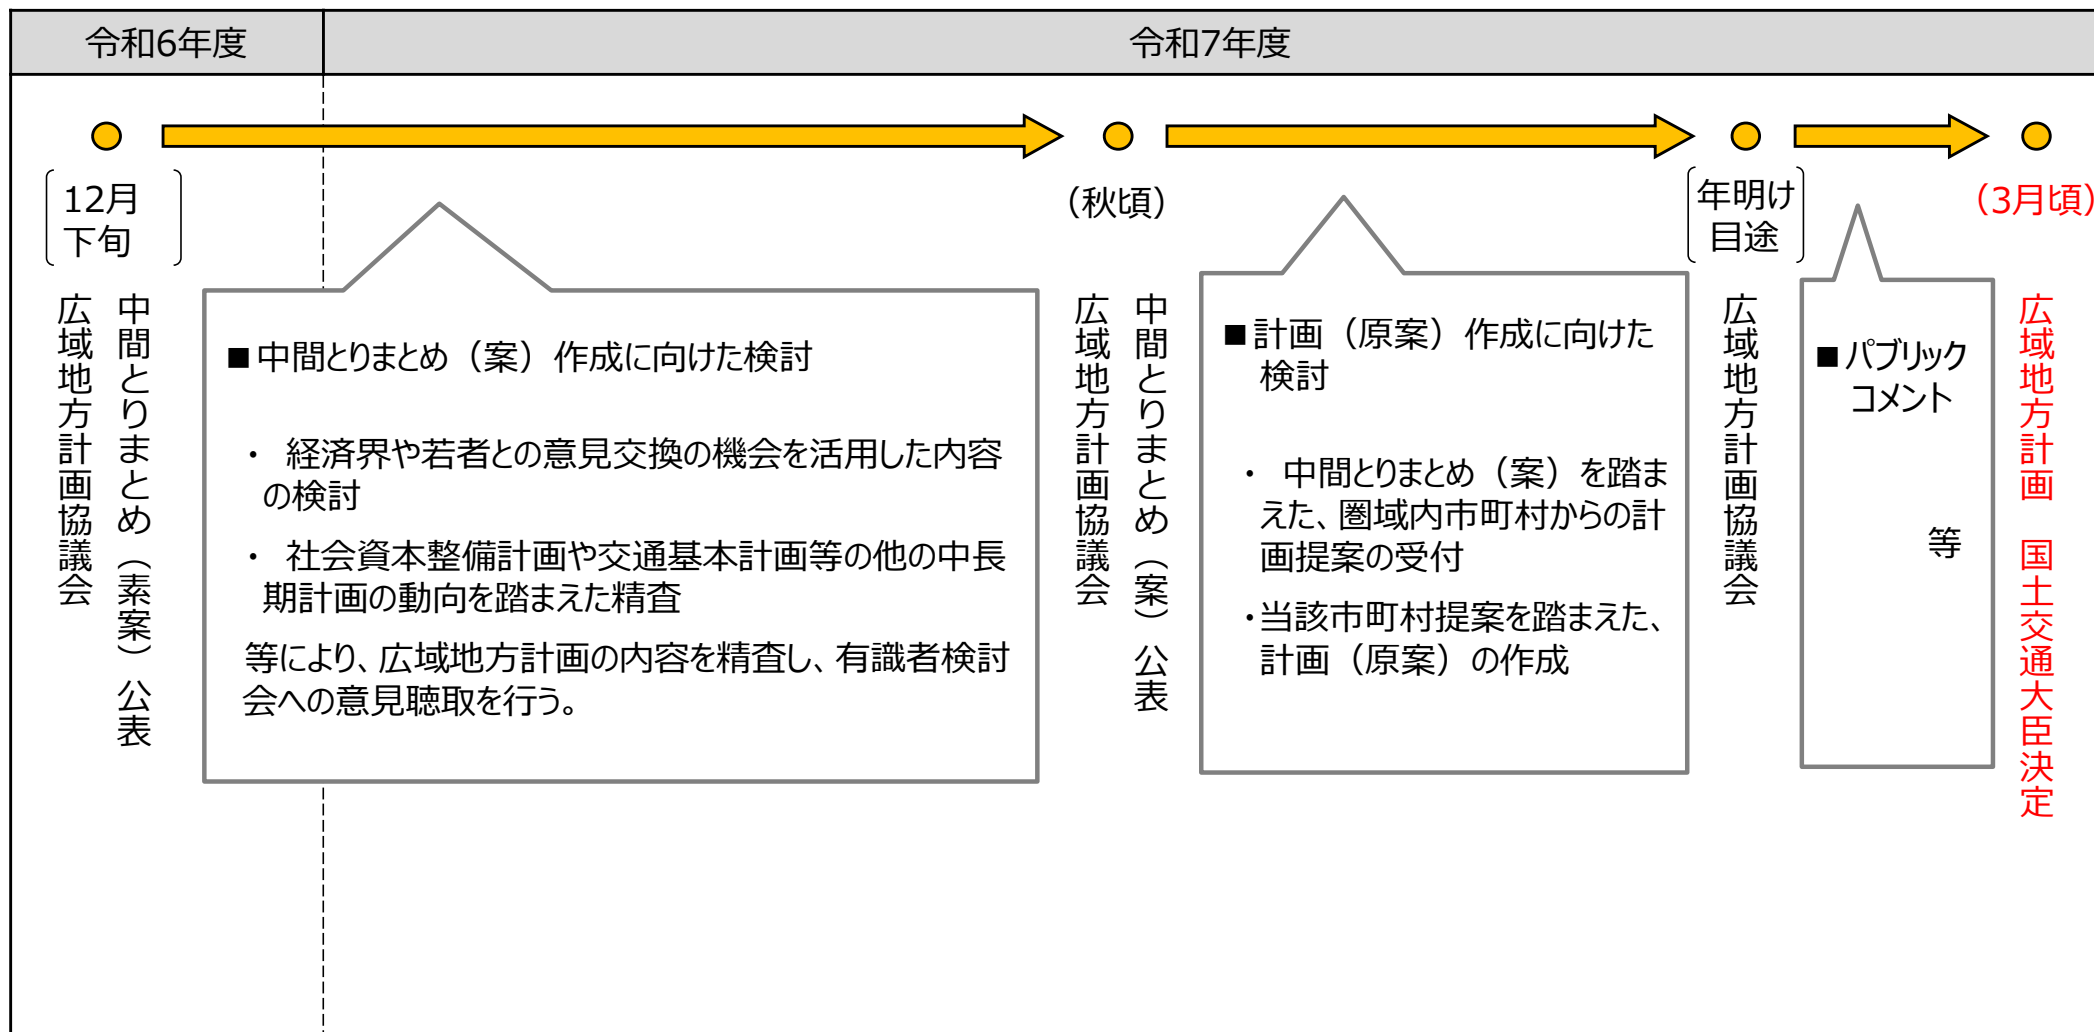 令和6年度
令和7年度
12月
下旬
中間とりまとめ（素案）公表
広域地方計画協議会
■中間とりまとめ（案）作成に向けた検討
・ 経済界や若者との意見交換の機会を活用した内容
の検討
・ 社会資本整備計画や交通基本計画等の他の中長
期計画の動向を踏まえた精査
等により、広域地方計画の内容を精査し、有識者検討
会への意見聴取を行う。
（秋頃）
中間とりまとめ（案）公表
広域地方計画協議会
■計画（原案）作成に向けた
検討
・ 中間とりまとめ（案）を踏ま
えた、圏域内市町村からの計
画提案の受付
・当該市町村提案を踏まえた、
計画（原案）の作成
年明け
目途
広域地方計画協議会
■パブリック
コメント
等
（3月頃）
広域地方計画 国土交通大臣決定